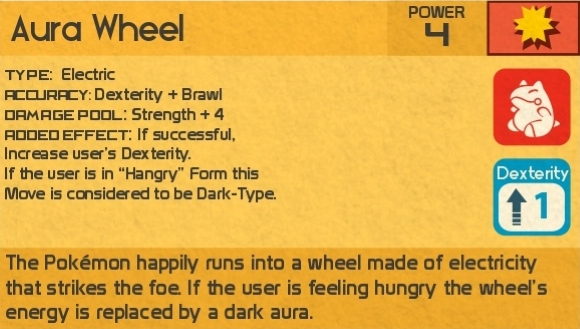 Aura Wheel
POWER
4
TYPE: Electric
ACCURACY: Dexterity + Brawl
DAMAGE POOL: Strength + 4
ADDED EFFECT: If successful,
Increase user's Dexterity.
If the user is in “Hangry” Form this
Move is considered to be Dark-Type.
Dexterity
1
The Pokémon happily runs into a wheel made of electricity
that strikes the foe. If the user is feeling hungry the wheel's
energy is replaced by a dark aura.